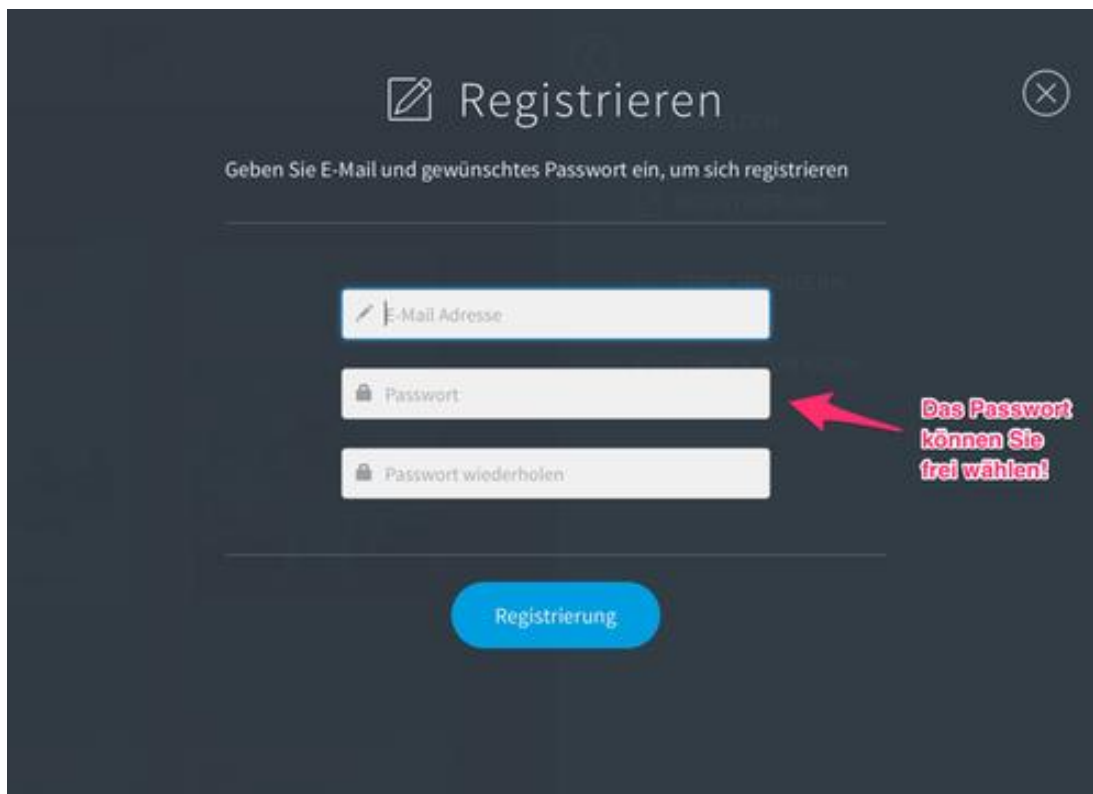 Registrieren
Geben Sie E-Mail und gewünschtes Passwort ein, um sich registrieren
E-Mail Adresse
Passwort
Das Passwort
können Sie
frei wählen!
Passwort wiederholen
Registrierung